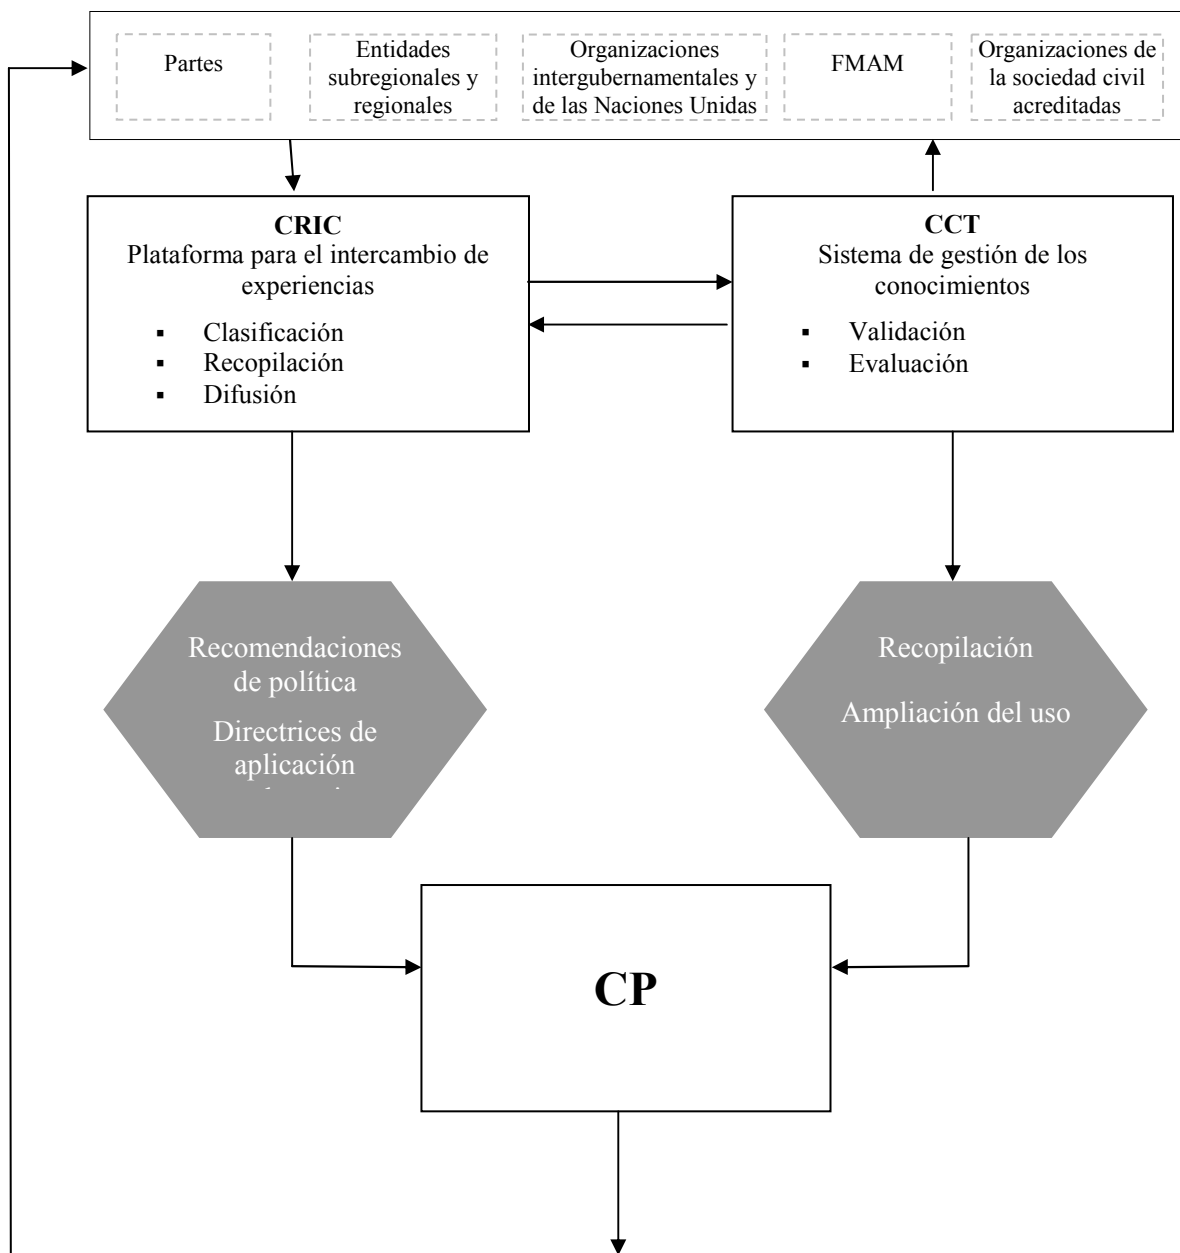 Partes
Entidades
subregionales y
regionales
Organizaciones
intergubernamentales y
de las Naciones Unidas
FMAM
Organizaciones de
la sociedad civil
acreditadas
CRIC
Plataforma para el intercambio de
experiencias
▪ Clasificación
▪ Recopilación
▪ Difusión
CCT
Sistema de gestión de los
conocimientos
▪ Validación
▪ Evaluación
Recomendaciones
de política
Directrices de
aplicación
Recopilación
Ampliación del uso
CP